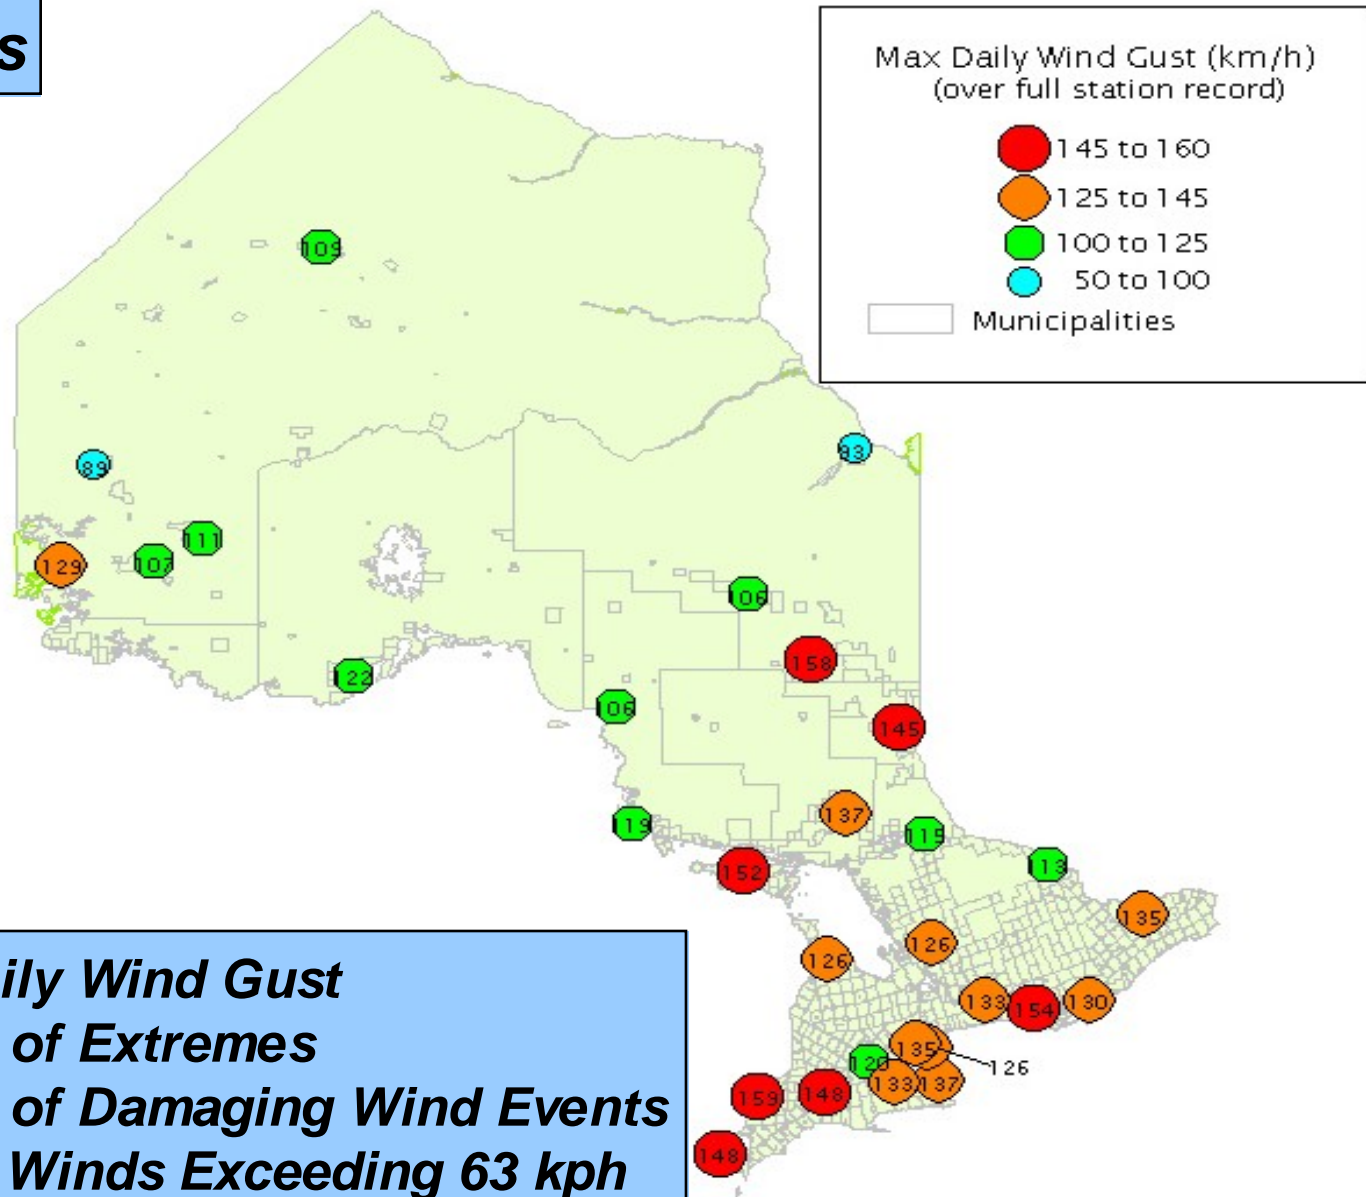 s
Max Daily Wind Gust (km/h)
(over full station record)
145 to 160
125 to 145
100 to 125
50 to 100
Municipalities
109
89
93
111
107
129
106
158
122
106
145
137
119
115
152
113
135
126
126
133
154
130
135
126
120
133
137
159
148
148
ily Wind Gust
of Extremes
of Damaging Wind Events
Winds Exceeding 63 kph